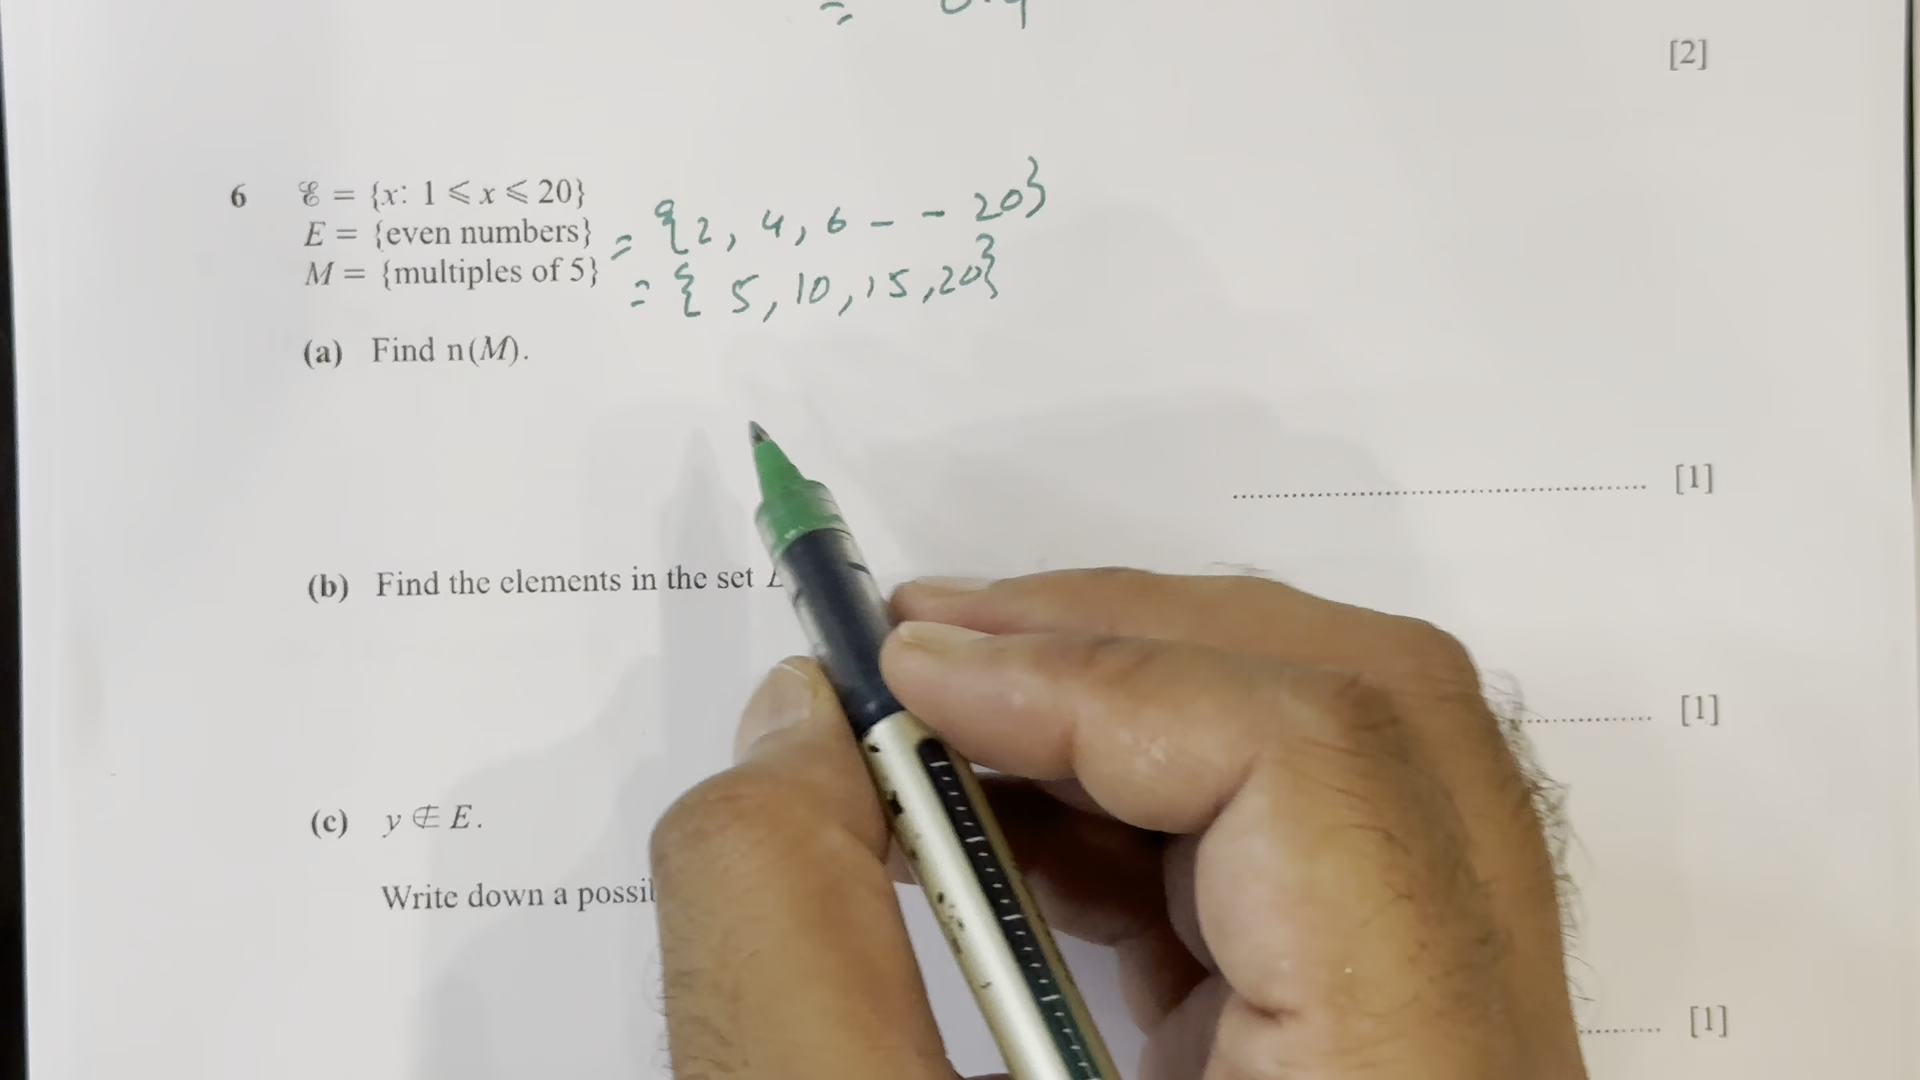 [2]
6 ℰ = {x: 1 ⩽ x ⩽ 20}
E = {even numbers} = {2, 4, 6 - - 20}
M = {multiples of 5} = { 5, 10, 15, 20}
(a) Find n(M).
[1]
(b) Find the elements in the set
[1]
(c) y ∉ E.
Write down a
[1]